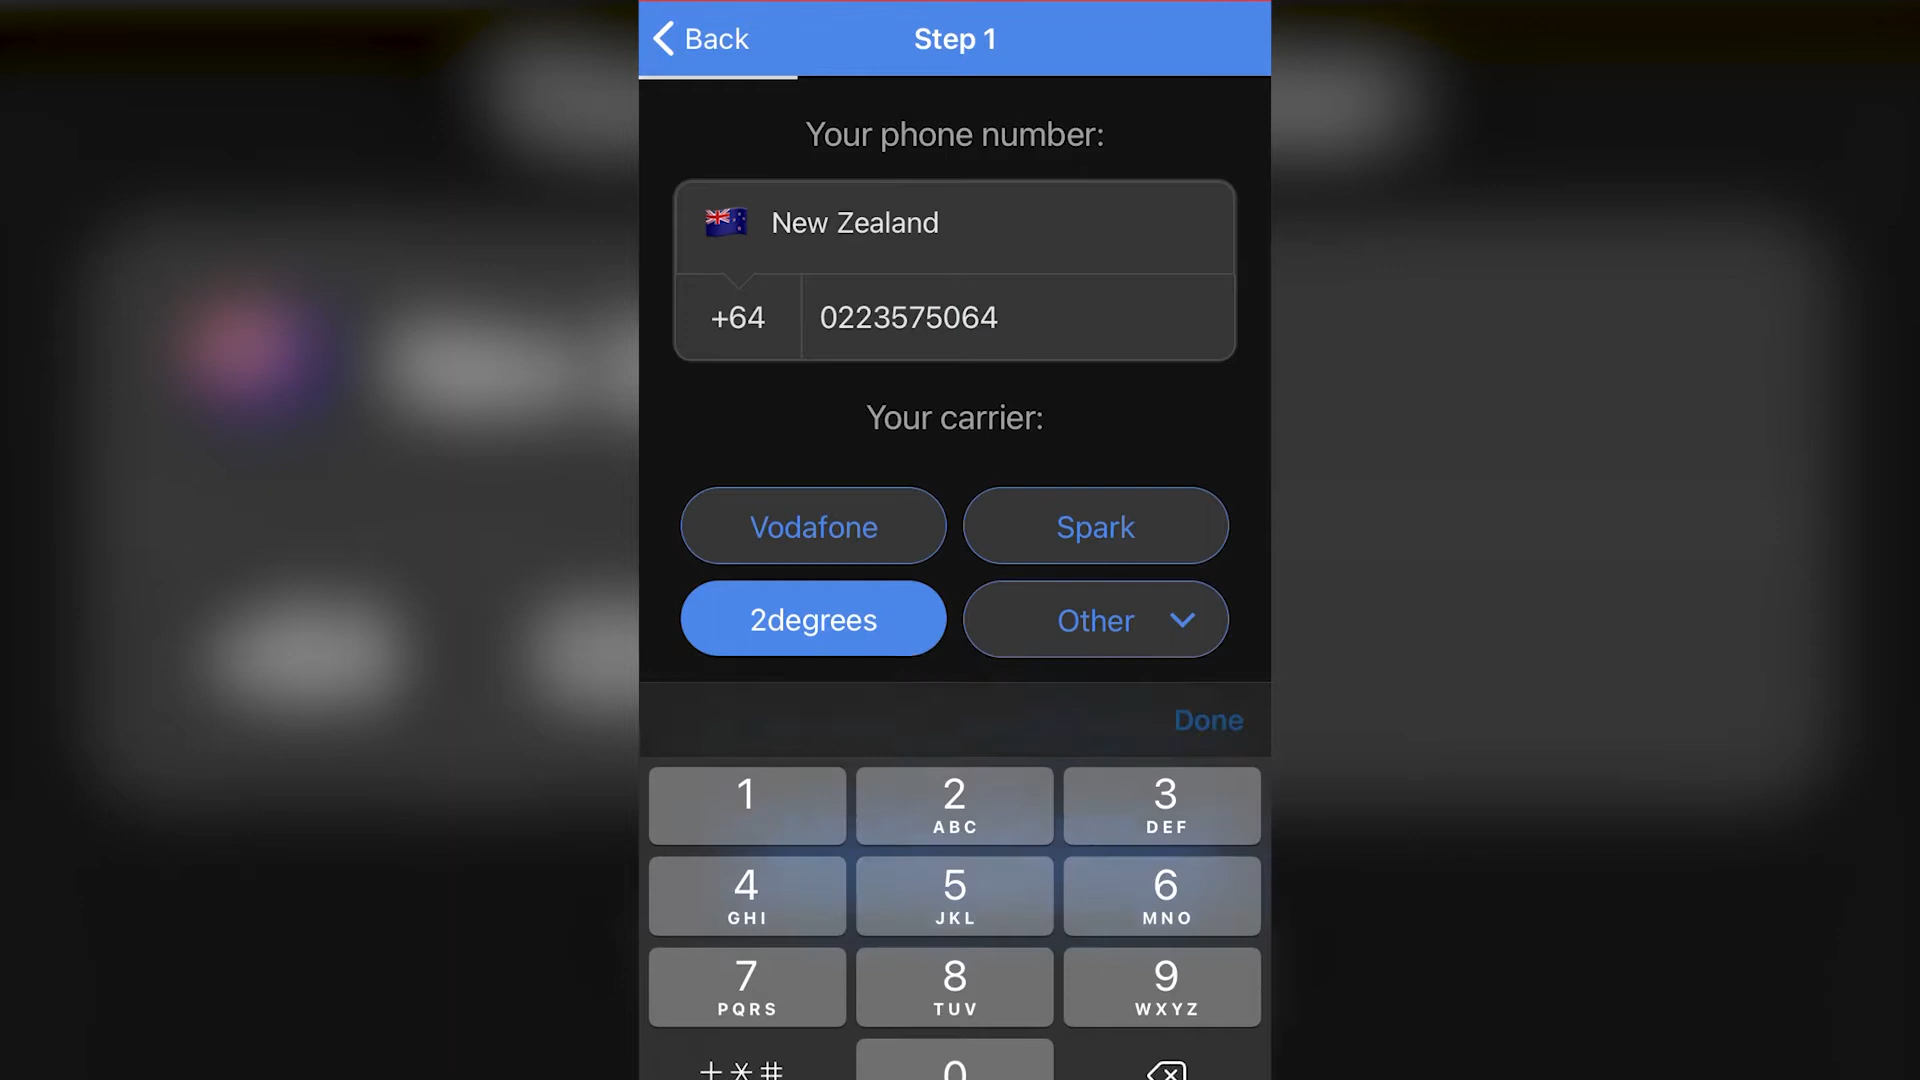 Back Step 1
Your phone number:
New Zealand
+64 0223575064
Your carrier:
Vodafone Spark
2degrees Other
Done
1 2 3
ABC DEF
4 5 6
GHI JKL MNO
7 8 9
PQRS TUV WXYZ
+*# 0